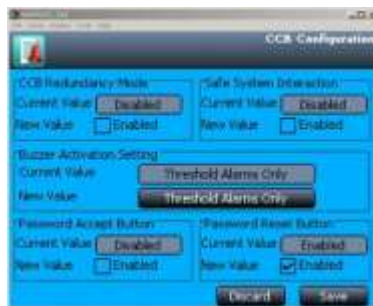 CCB Configuration
CCB Redundancy Mode
Current Value Disabled
New Value Enabled
Safe System Interaction
Current Value Disabled
New Value Enabled
Buzzer Activation Setting
Current Value Threshold Alarms Only
New Value Threshold Alarms Only
Password Accept Button
Current Value Disabled
New Value Enabled
Password Reset Button
Current Value Enabled
New Value Enabled
Discard Save